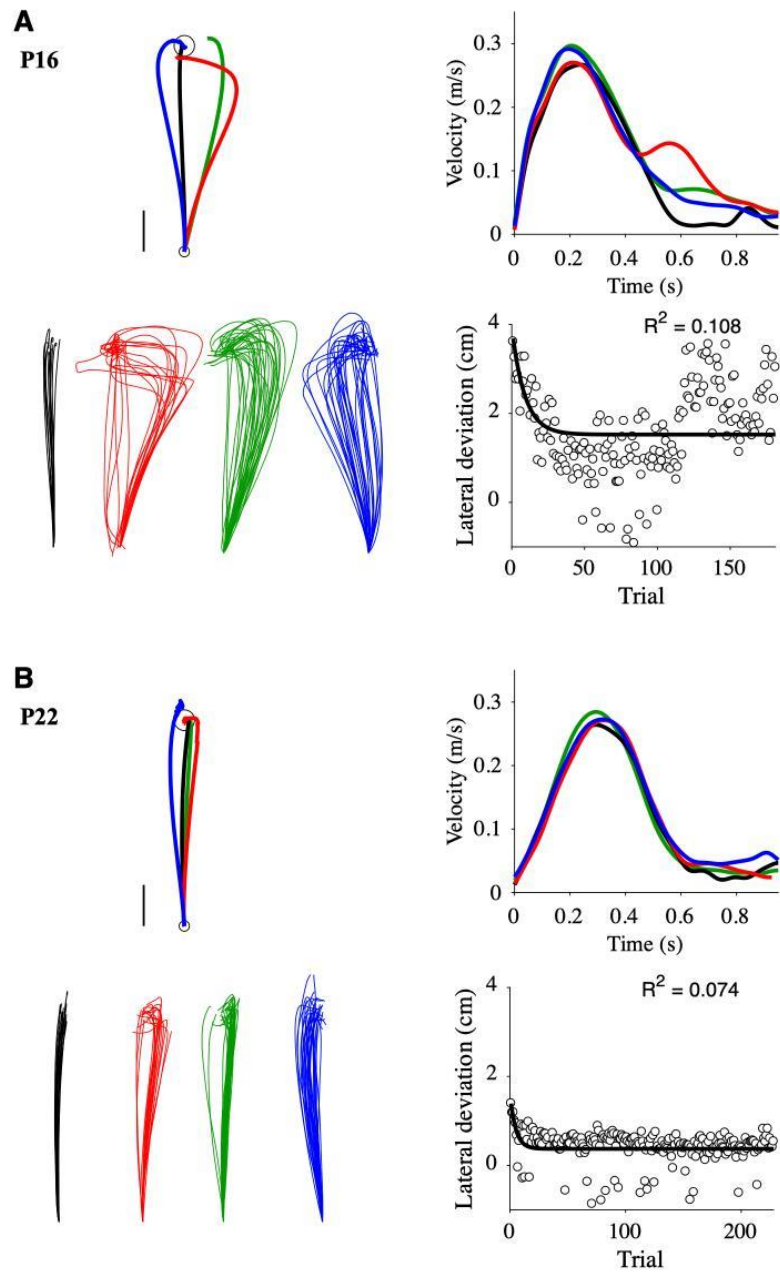 A
P16
0.3
0.2
0.1
0
Velocity (m/s)
0 0.2 0.4 0.6 0.8
Time (s)
4
2
0
Lateral deviation (cm)
R² = 0.108
0 50 100 150
Trial
B
P22
0.3
0.2
0.1
0
Velocity (m/s)
0 0.2 0.4 0.6 0.8
Time (s)
4
2
0
Lateral deviation (cm)
R² = 0.074
0 100 200
Trial